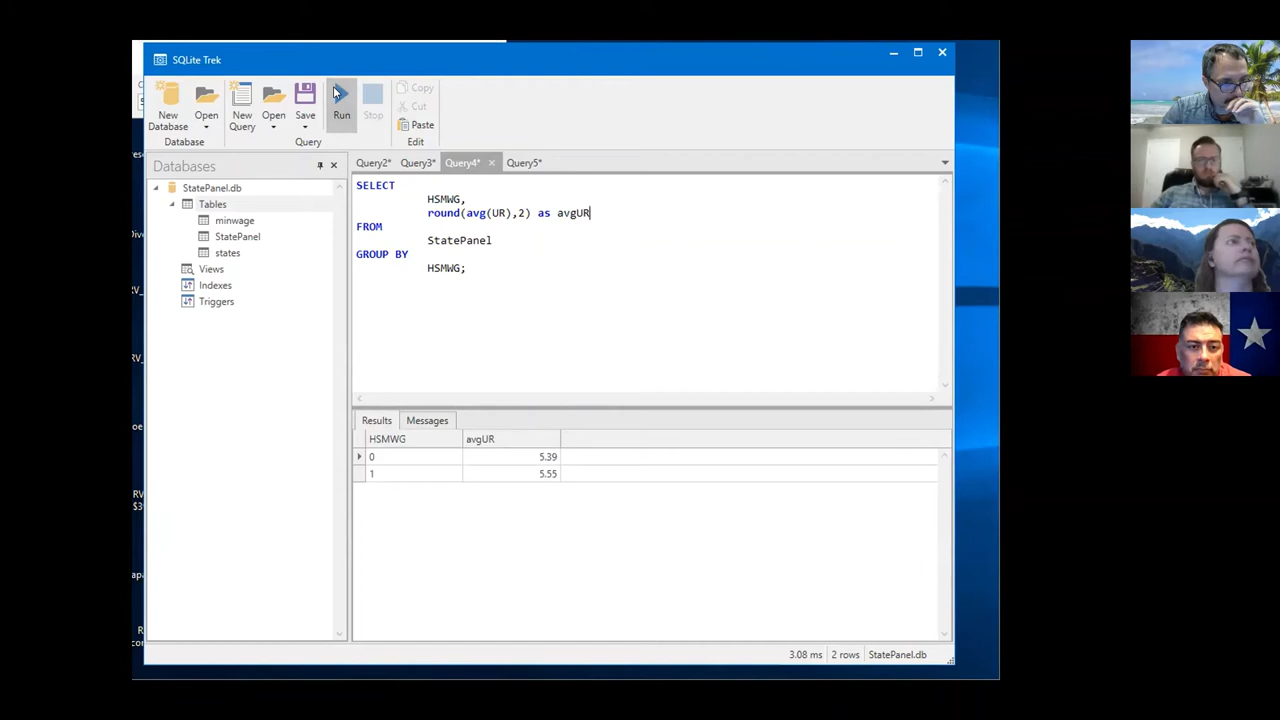 SQLite Trek
New Database
Open
New Query
Open
Save
Run
Stop
Copy
Cut
Paste
Database
Query
Edit
Databases
Query2*
Query3*
Query4*
Query5*
StatePanel.db
Tables
minwage
StatePanel
states
Views
Indexes
Triggers
SELECT
HSMWG,
round(avg(UR),2) as avgUR
FROM
StatePanel
GROUP BY
HSMWG;
Results
Messages
HSMWG avgUR
0 5.39
1 5.55
3.08 ms
2 rows
StatePanel.db